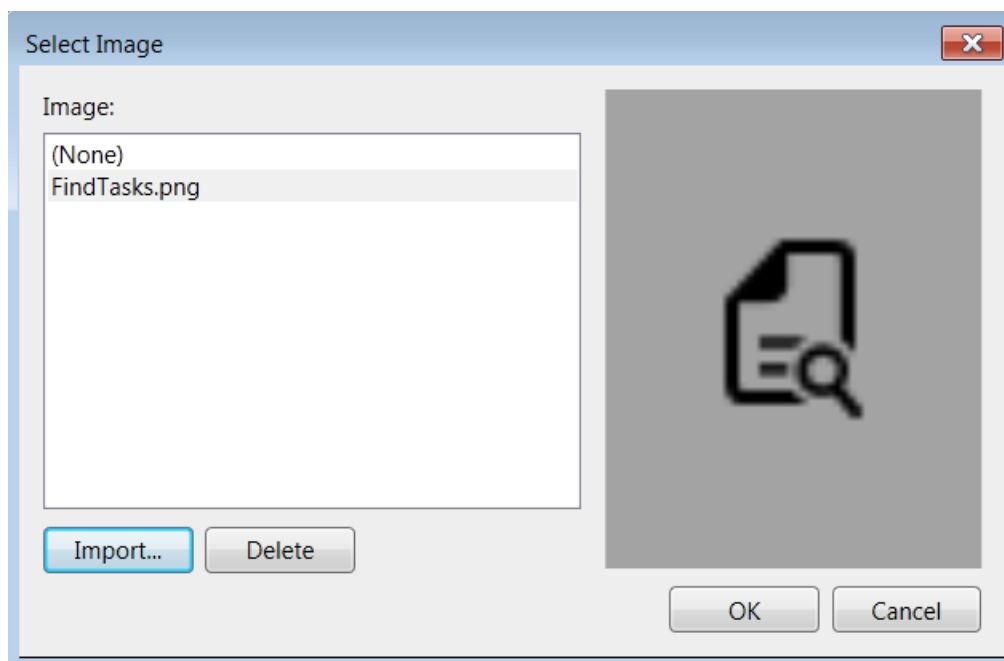 Select Image
Image:
(None)
FindTasks.png
Import...
Delete
OK
Cancel